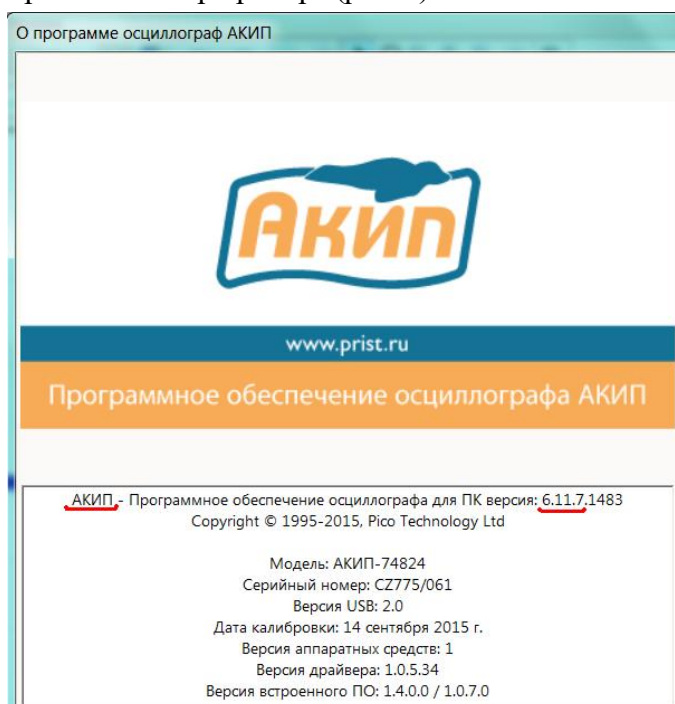 О программе осциллограф АКИП
Акип
www.prist.ru
Программное обеспечение осциллографа АКИП
АКИП - Программное обеспечение осциллографа для ПК версия: 6.11.7.1483
Copyright © 1995-2015, Pico Technology Ltd
Модель: АКИП-74824
Серийный номер: CZ775/061
Версия USB: 2.0
Дата калибровки: 14 сентября 2015 г.
Версия аппаратных средств: 1
Версия драйвера: 1.0.5.34
Версия встроенного ПО: 1.4.0.0 / 1.0.7.0